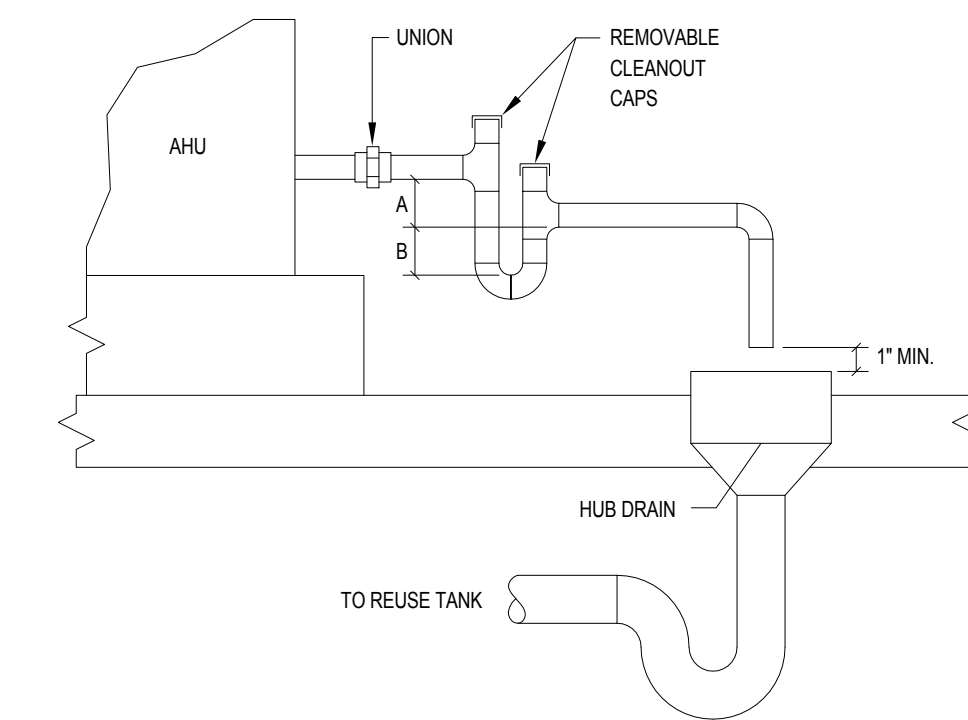 UNION
REMOVABLE
CLEANOUT
CAPS
AHU
A
B
1" MIN.
HUB DRAIN
TO REUSE TANK